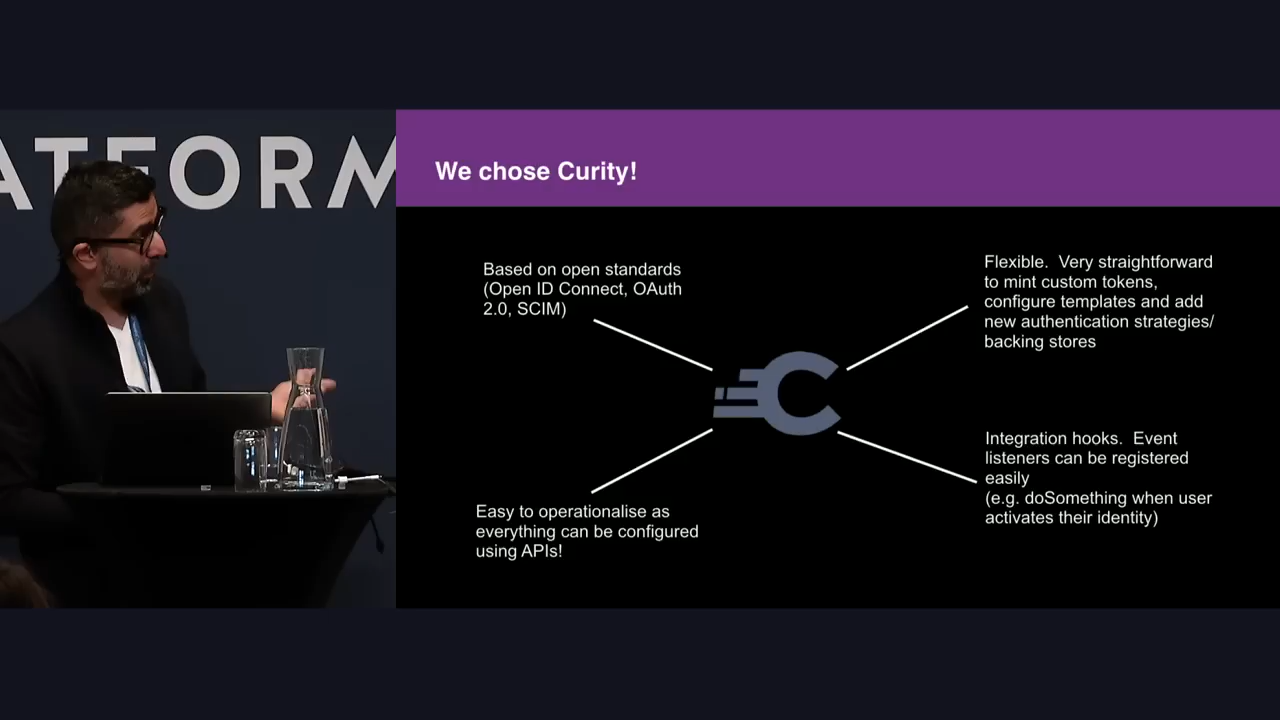 ATFORM
We chose Curity!
Based on open standards
(Open ID Connect, OAuth
2.0, SCIM)
Flexible.  Very straightforward
to mint custom tokens,
configure templates and add
new authentication strategies/
backing stores
Easy to operationalise as
everything can be configured
using APIs!
Integration hooks.  Event
listeners can be registered
easily
(e.g. doSomething when user
activates their identity)